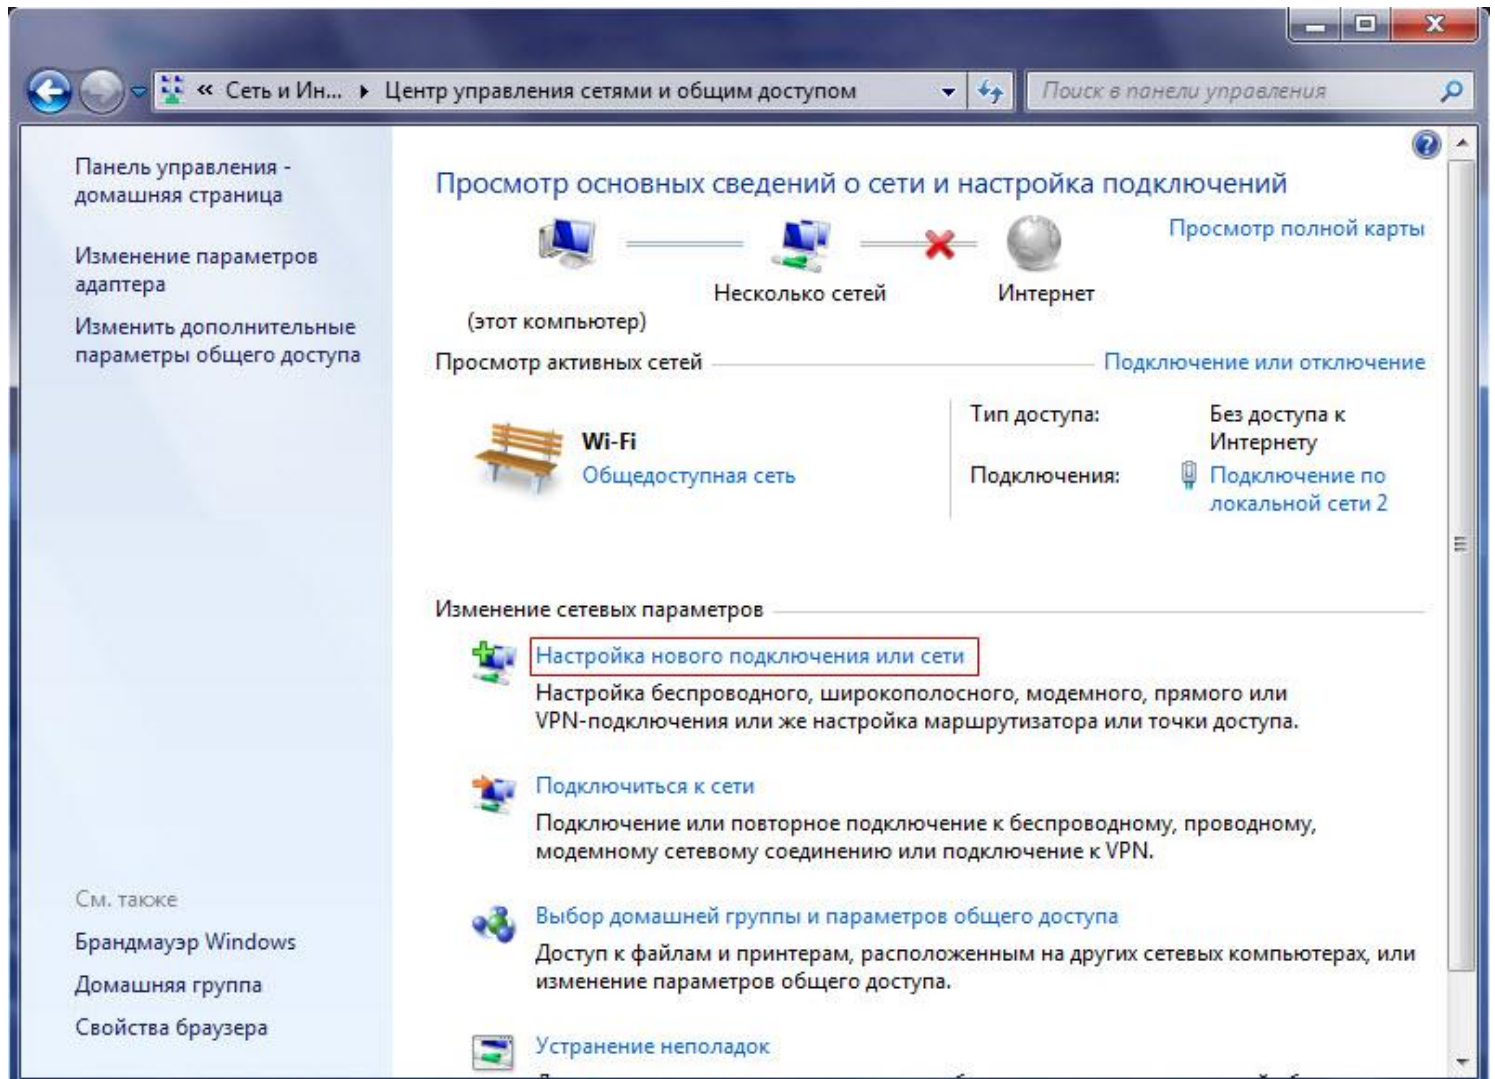 « Сеть и Ин... Центр управления сетями и общим доступом
Поиск в панели управления
Панель управления -
домашняя страница
Изменение параметров
адаптера
Изменить дополнительные
параметры общего доступа
См. также
Брандмауэр Windows
Домашняя группа
Свойства браузера
Просмотр основных сведений о сети и настройка подключений
Просмотр полной карты
Несколько сетей
Интернет
(этот компьютер)
Просмотр активных сетей
Подключение или отключение
Wi-Fi
Общедоступная сеть
Тип доступа:
Без доступа к
Интернету
Подключения:
Подключение по
локальной сети 2
Изменение сетевых параметров
Настройка нового подключения или сети
Настройка беспроводного, широкополосного, модемного, прямого или
VPN-подключения или же настройка маршрутизатора или точки доступа.
Подключиться к сети
Подключение или повторное подключение к беспроводному, проводному,
модемному сетевому соединению или подключение к VPN.
Выбор домашней группы и параметров общего доступа
Доступ к файлам и принтерам, расположенным на других сетевых компьютерах, или
изменение параметров общего доступа.
Устранение неполадок